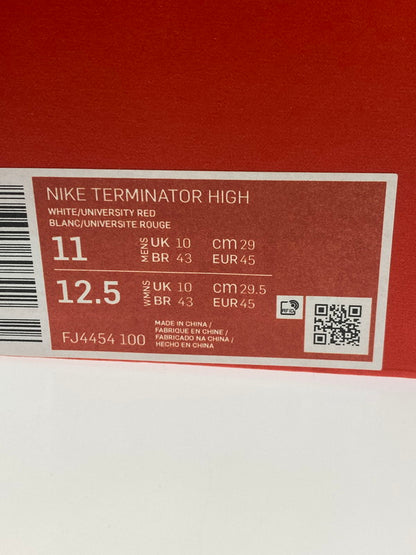 NIKE TERMINATOR HIGH
WHITE/UNIVERSITY RED
BLANC/UNIVERSITE ROUGE
11 MENS UK 10 cm 29
BR 43 EUR 45
12.5 WMNS UK 10 cm 29.5
BR 43 EUR 45
MADE IN CHINA /
FABRIQUE EN CHINE /
FABRICADO NA CHINA /
HECHO EN CHINA
FJ4454 100
RFID